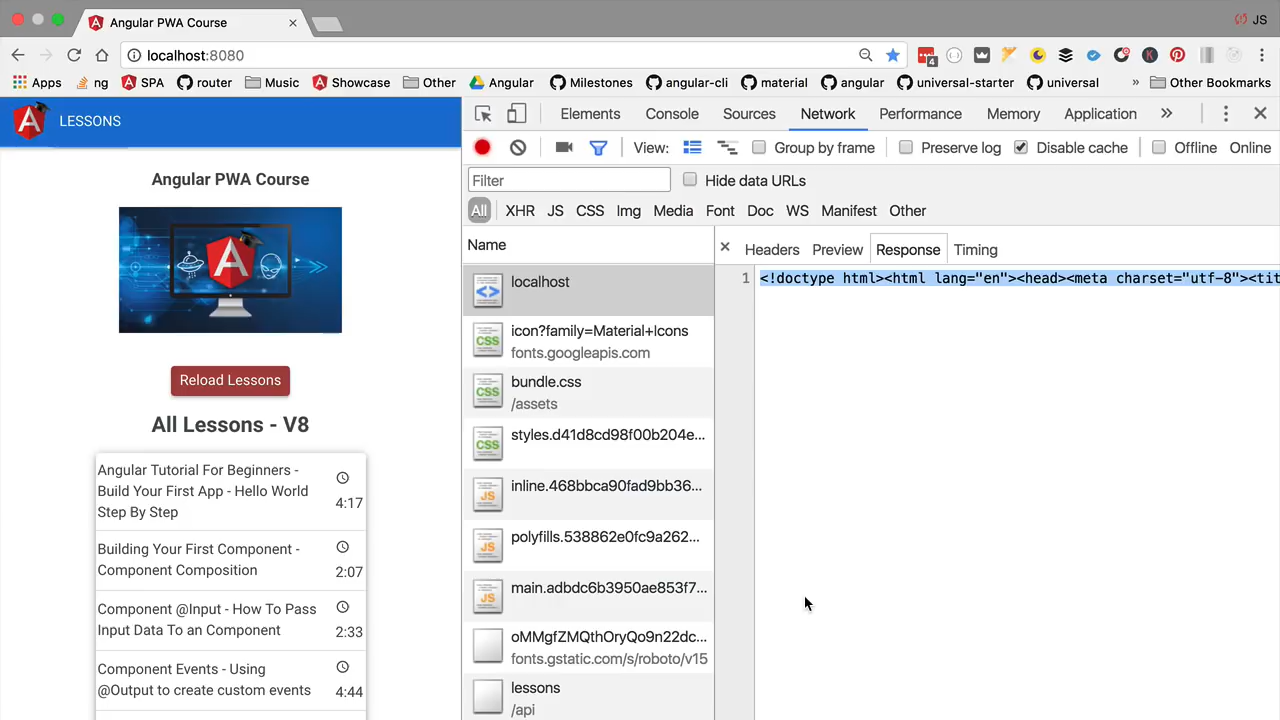 Angular PWA Course
JS
localhost:8080
4
Apps ng SPA router Music Showcase Other Angular Milestones angular-cli material angular universal-starter universal » Other Bookmarks
LESSONS
Angular PWA Course
Reload Lessons
All Lessons - V8
Angular Tutorial For Beginners -
Build Your First App - Hello World
Step By Step
4:17
Building Your First Component -
Component Composition
2:07
Component @Input - How To Pass
Input Data To an Component
2:33
Component Events - Using
@Output to create custom events
4:44
Elements Console Sources Network Performance Memory Application »
View: Group by frame Preserve log Disable cache Offline Online
Filter Hide data URLs
All XHR JS CSS Img Media Font Doc WS Manifest Other
Name
localhost
icon?family=Material+Icons
fonts.googleapis.com
bundle.css
/assets
styles.d41d8cd98f00b204e...
inline.468bbca90fad9bb36...
polyfills.538862e0fc9a262...
main.adbdc6b3950ae853f7...
oMMgfZMQthOryQo9n22dc...
fonts.gstatic.com/s/roboto/v15
lessons
/api
Headers Preview Response Timing
1 <!doctype html><html lang="en"><head><meta charset="utf-8"><tit